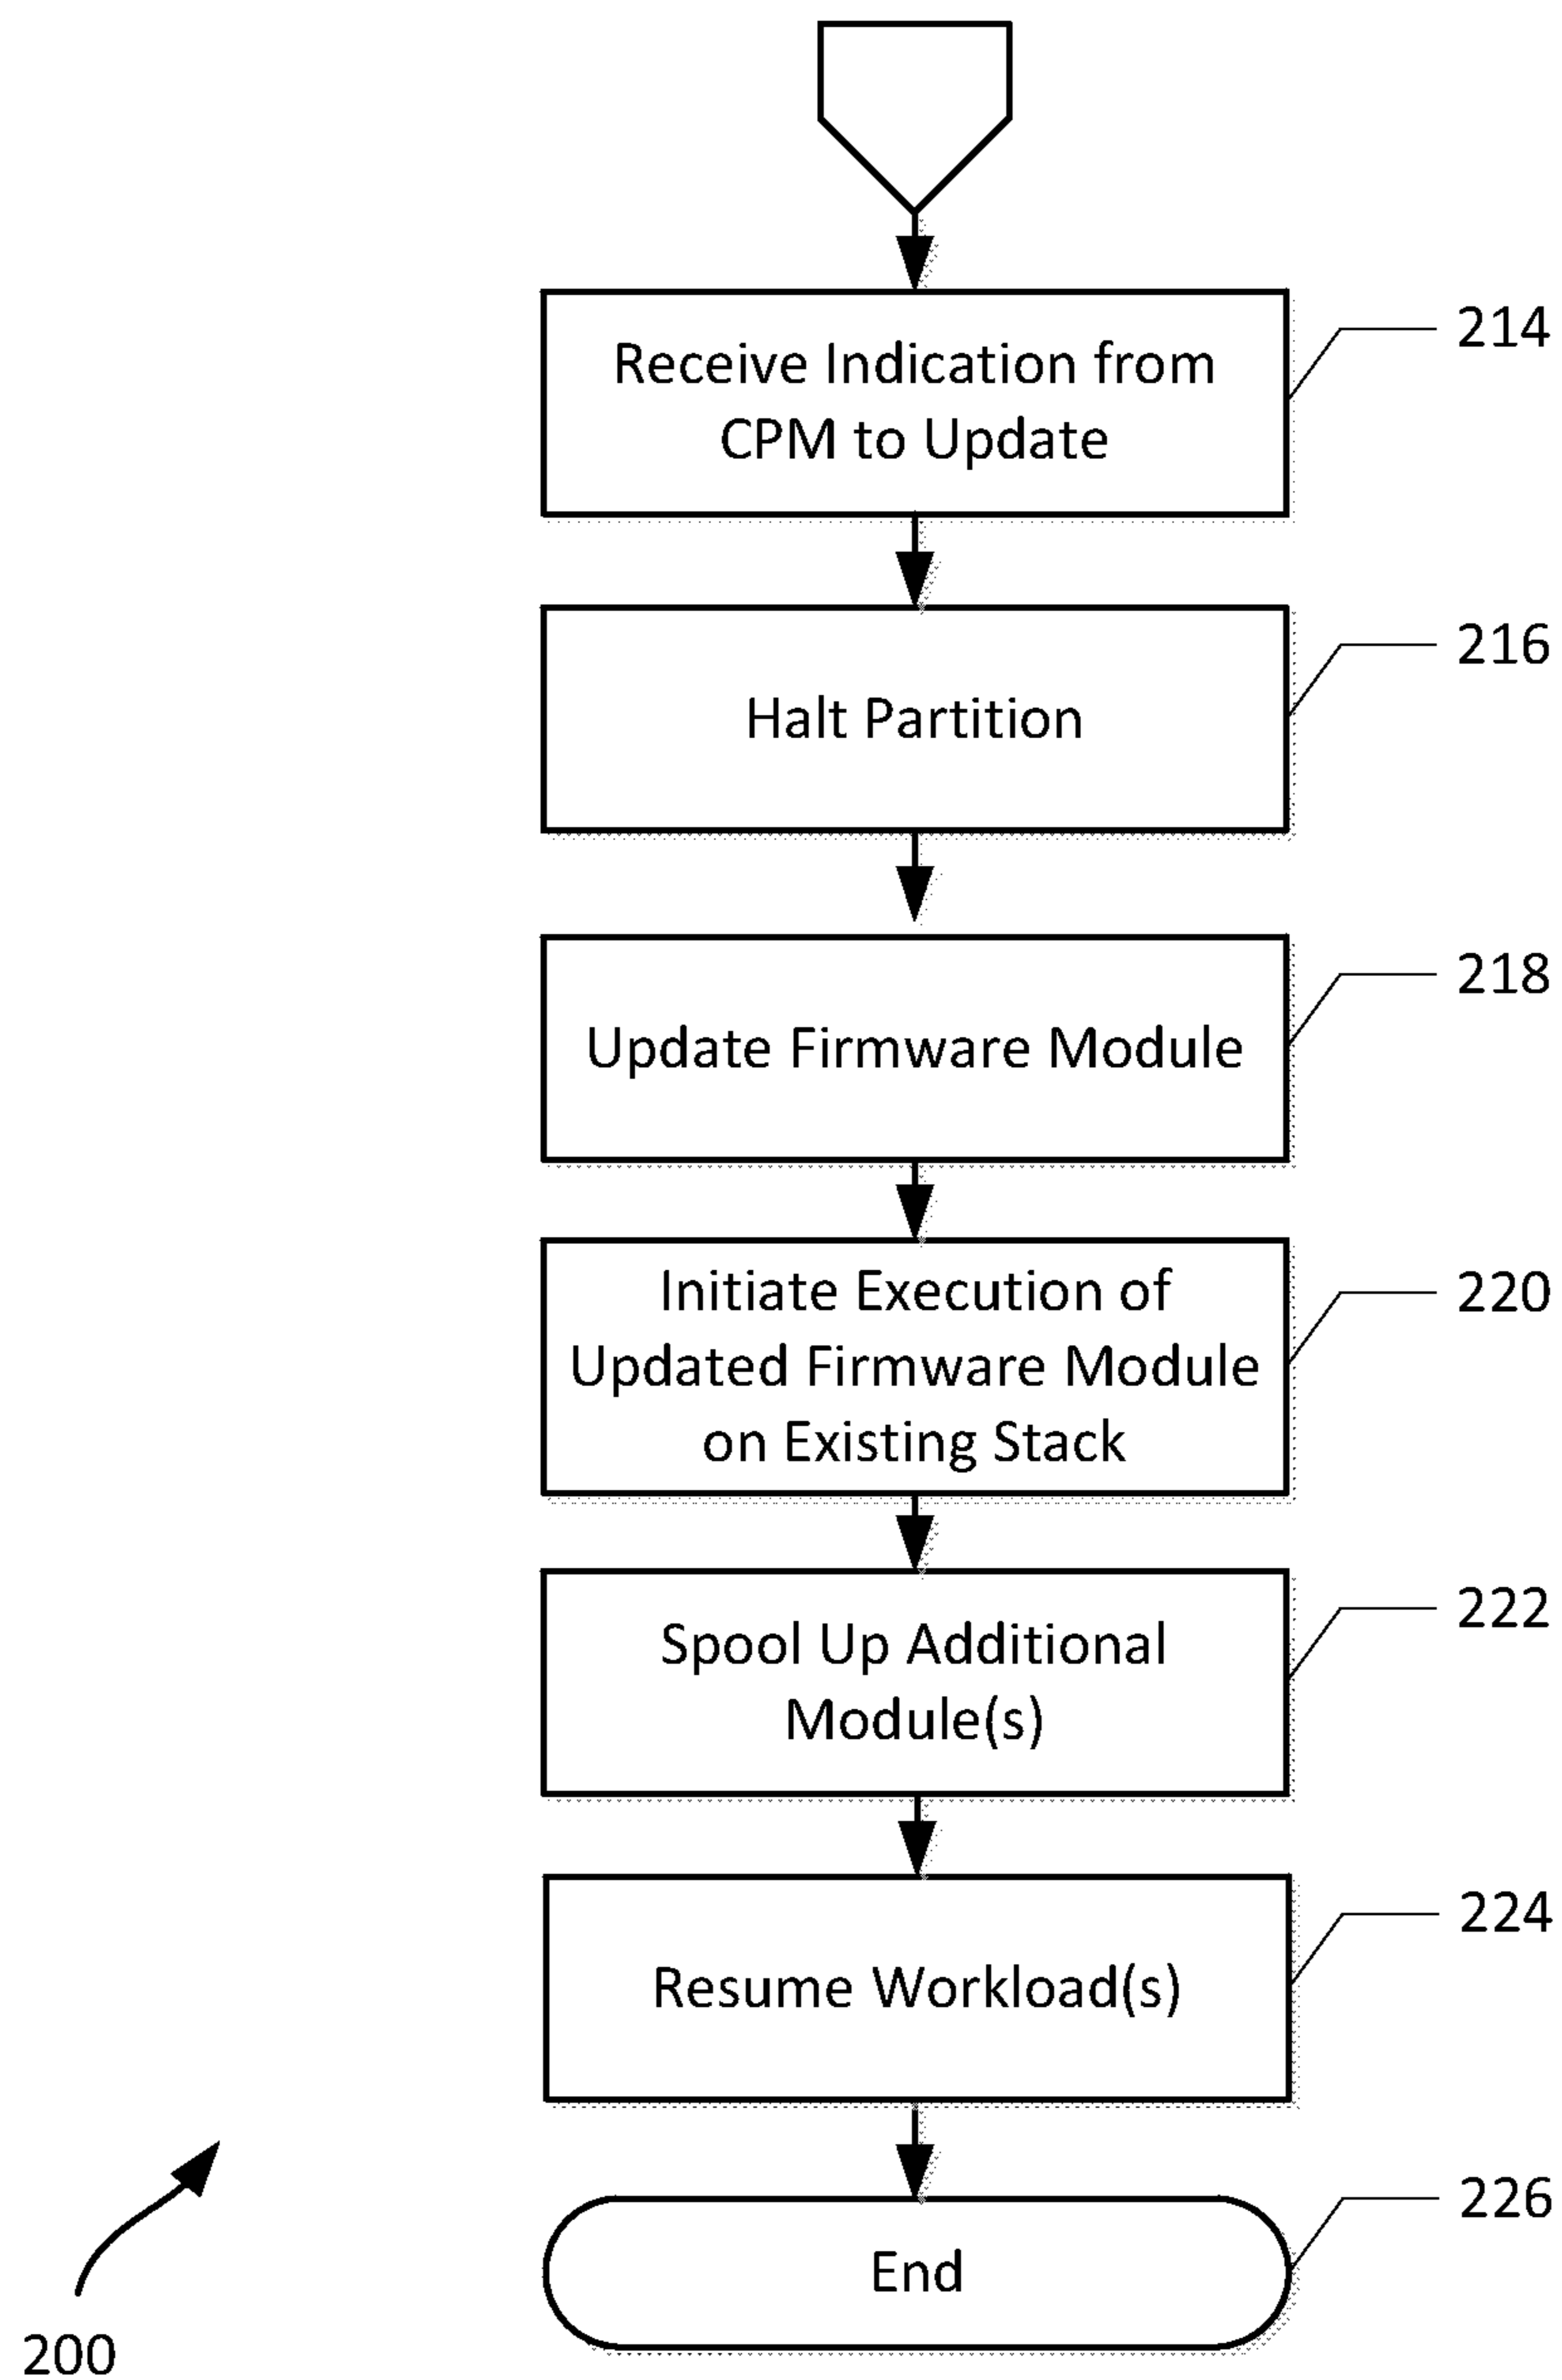 Receive Indication from
CPM to Update
214
Halt Partition
216
Update Firmware Module
218
Initiate Execution of
Updated Firmware Module
on Existing Stack
220
Spool Up Additional
Module(s)
222
Resume Workload(s)
224
End
226
200